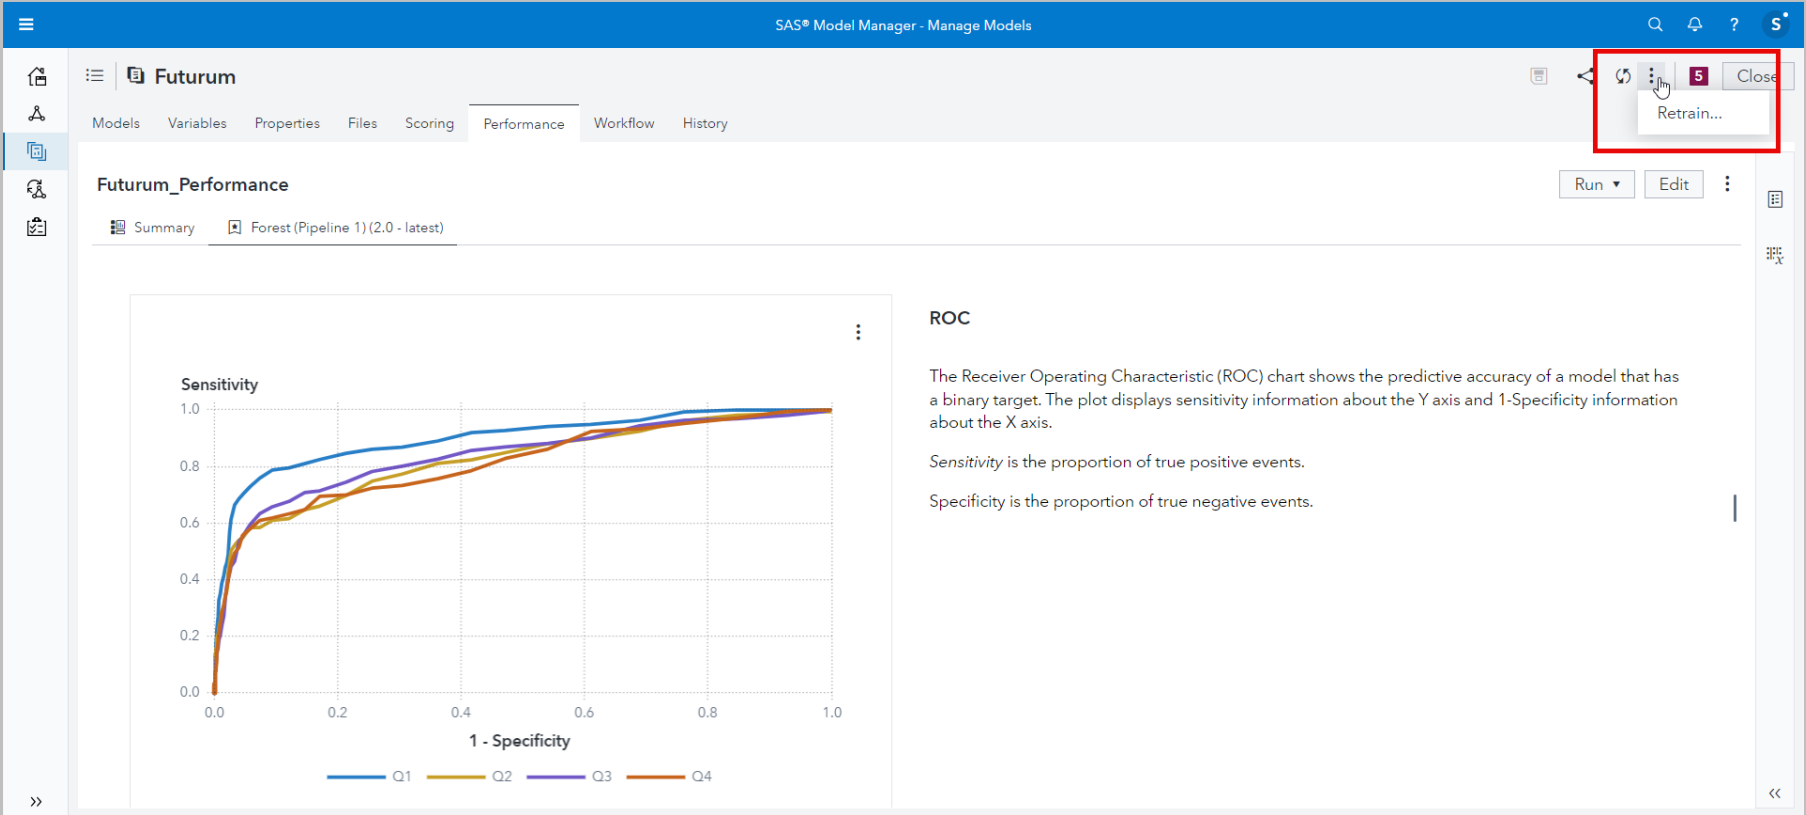 SAS® Model Manager - Manage Models
?
S
Futurum
5
Close
Retrain...
Models Variables Properties Files Scoring Performance Workflow History
Futurum_Performance
Run
Edit
Summary
Forest (Pipeline 1) (2.0 - latest)
ROC
The Receiver Operating Characteristic (ROC) chart shows the predictive accuracy of a model that has
a binary target. The plot displays sensitivity information about the Y axis and 1-Specificity information
about the X axis.
Sensitivity is the proportion of true positive events.
Specificity is the proportion of true negative events.
Sensitivity
1.0
0.8
0.6
0.4
0.2
0.0
0.0 0.2 0.4 0.6 0.8 1.0
1 - Specificity
Q1 Q2 Q3 Q4